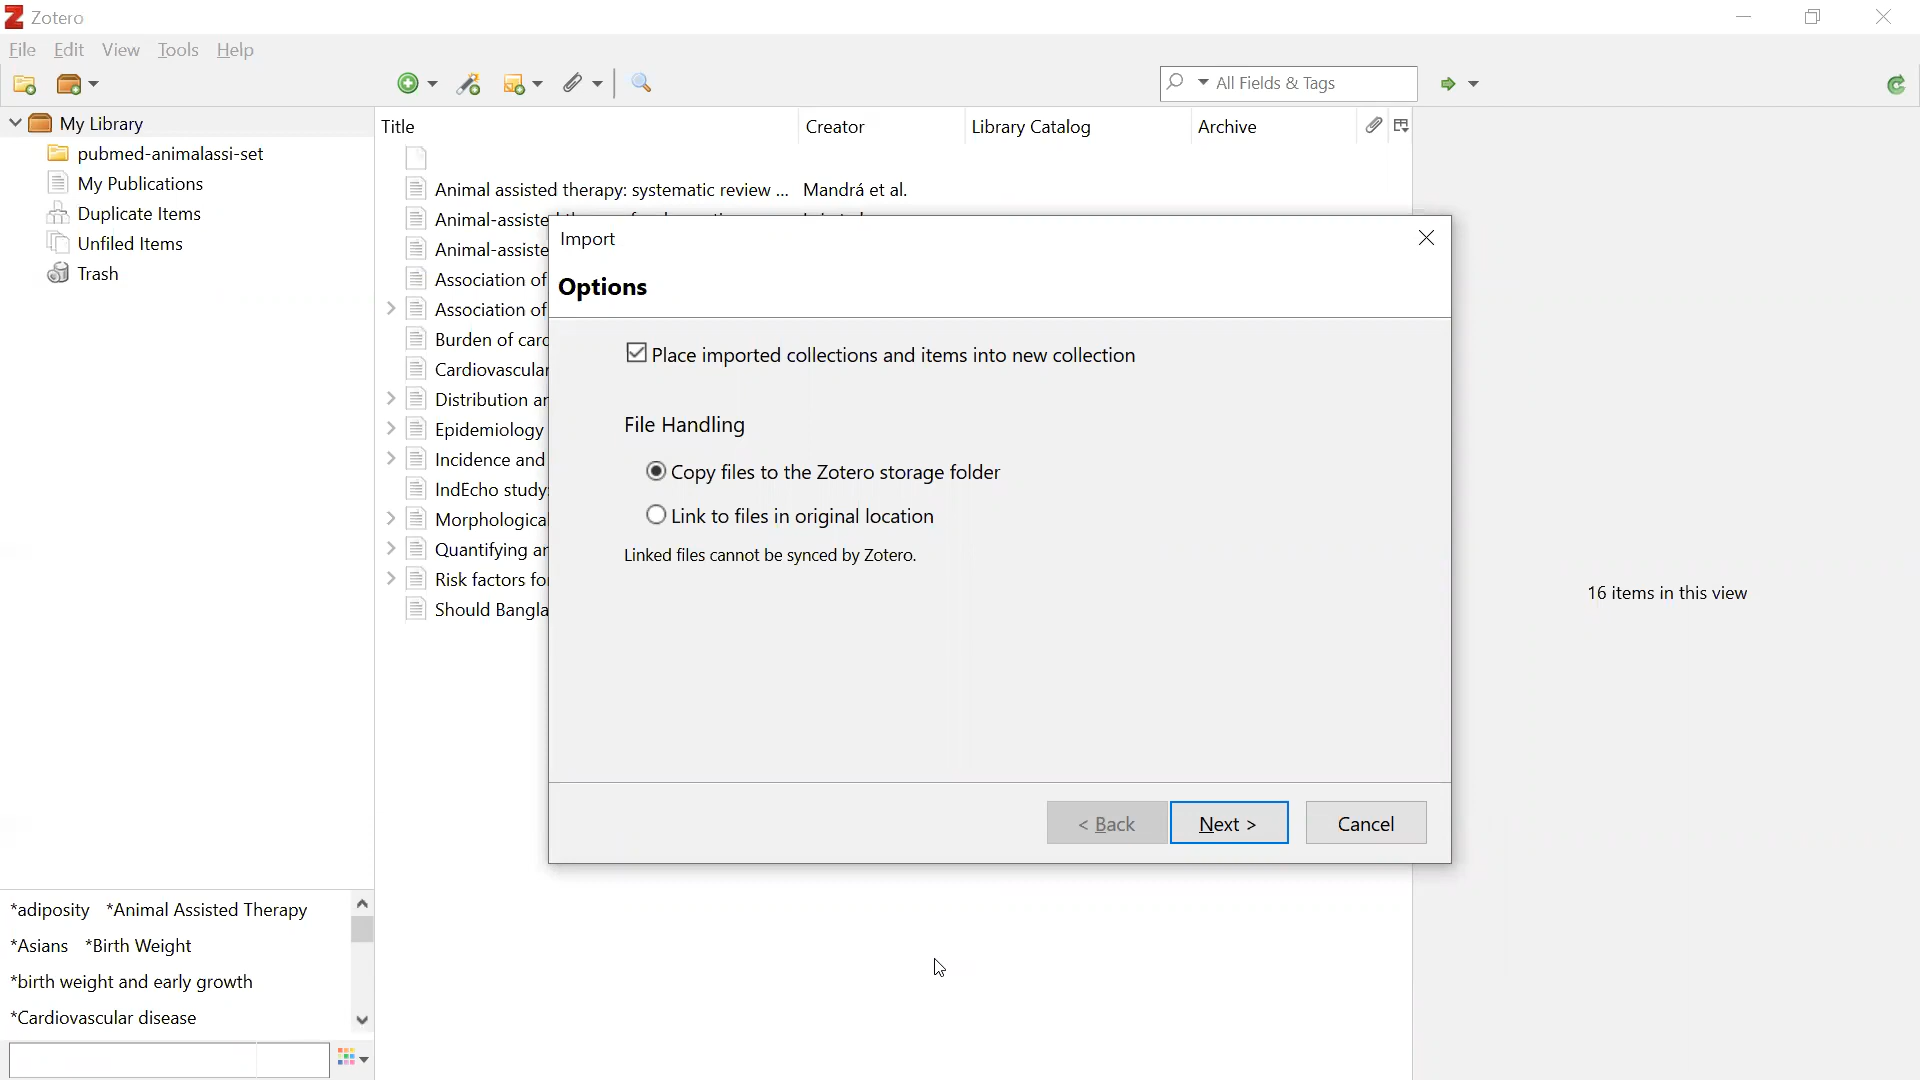 Zotero
File Edit View Tools Help
All Fields & Tags
My Library
pubmed-animalassi-set
My Publications
Duplicate Items
Unfiled Items
Trash
Title Creator Library Catalog Archive
Animal assisted therapy: systematic review ... Mandrá et al.
Animal-assiste
Animal-assiste
Association of
Association of
Burden of card
Cardiovascular
Distribution an
Epidemiology
Incidence and
IndEcho study:
Morphological
Quantifying an
Risk factors for
Should Bangla
Import
Options
Place imported collections and items into new collection
File Handling
Copy files to the Zotero storage folder
Link to files in original location
Linked files cannot be synced by Zotero.
< Back Next > Cancel
16 items in this view
*adiposity *Animal Assisted Therapy
*Asians *Birth Weight
*birth weight and early growth
*Cardiovascular disease